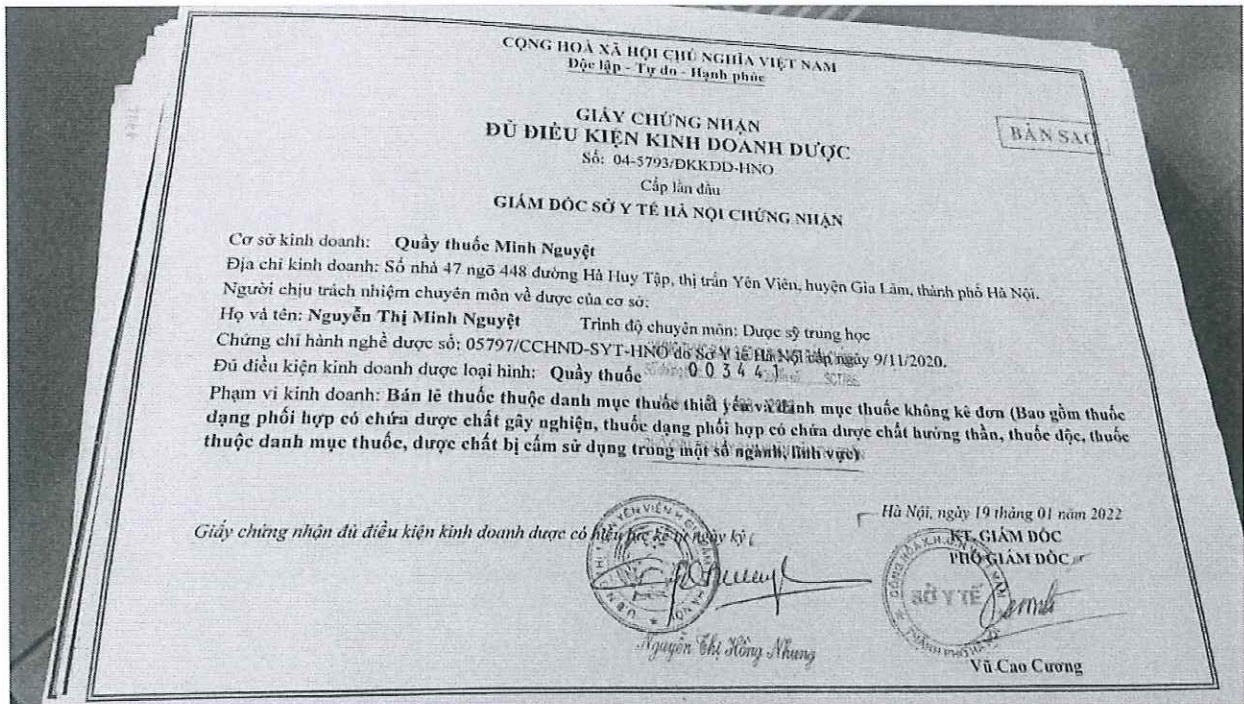 CỘNG HOÀ XÃ HỘI CHỦ NGHĨA VIỆT NAM
Độc lập - Tự do - Hạnh phúc
GIẤY CHỨNG NHẬN
ĐỦ ĐIỀU KIỆN KINH DOANH DƯỢC
BẢN SAO
Số: 04-5793/ĐKKDD-HNO
Cấp lần đầu
GIÁM ĐỐC SỞ Y TẾ HÀ NỘI CHỨNG NHẬN
Cơ sở kinh doanh: Quầy thuốc Minh Nguyệt
Địa chỉ kinh doanh: Số nhà 47 ngõ 448 đường Hà Huy Tập, thị trấn Yên Viên, huyện Gia Lâm, thành phố Hà Nội.
Người chịu trách nhiệm chuyên môn về dược của cơ sở:
Họ và tên: Nguyễn Thị Minh Nguyệt Trình độ chuyên môn: Dược sỹ trung học
Chứng chỉ hành nghề dược số: 05797/CCHND-SYT-HNO do Sở Y tế Hà Nội cấp ngày 9/11/2020.
Đủ điều kiện kinh doanh dược loại hình: Quầy thuốc 003441
Phạm vi kinh doanh: Bán lẻ thuốc thuộc danh mục thuốc thiết yếu và danh mục thuốc không kê đơn (Bao gồm thuốc
dạng phối hợp có chứa dược chất gây nghiện, thuốc dạng phối hợp có chứa dược chất hướng thần, thuốc độc, thuốc
thuộc danh mục thuốc, dược chất bị cấm sử dụng trong một số ngành, lĩnh vực)
Giấy chứng nhận đủ điều kiện kinh doanh dược có hiệu lực kể từ ngày ký
Hà Nội, ngày 19 tháng 01 năm 2022
KT. GIÁM ĐỐC
PHÓ GIÁM ĐỐC
SỞ Y TẾ
Nguyễn Thị Hồng Nhung
Vũ Cao Cương